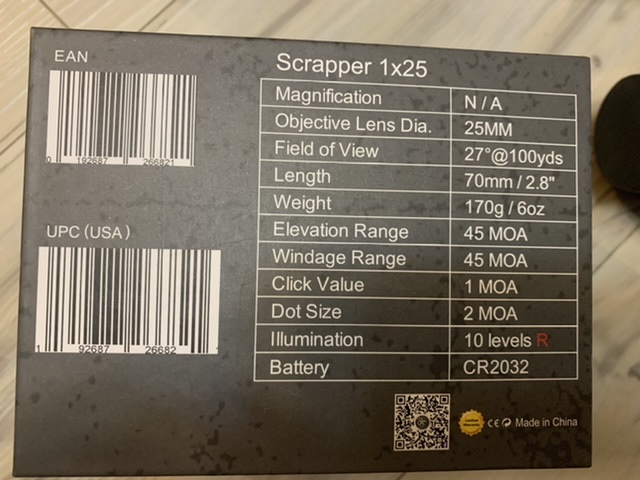 EAN
0 192687 266821
UPC (USA)
1 92687 26682 1
Scrapper 1x25
Magnification N/A
Objective Lens Dia. 25MM
Field of View 27°@100yds
Length 70mm / 2.8"
Weight 170g / 6oz
Elevation Range 45 MOA
Windage Range 45 MOA
Click Value 1 MOA
Dot Size 2 MOA
Illumination 10 levels R
Battery CR2032
CE Made in China